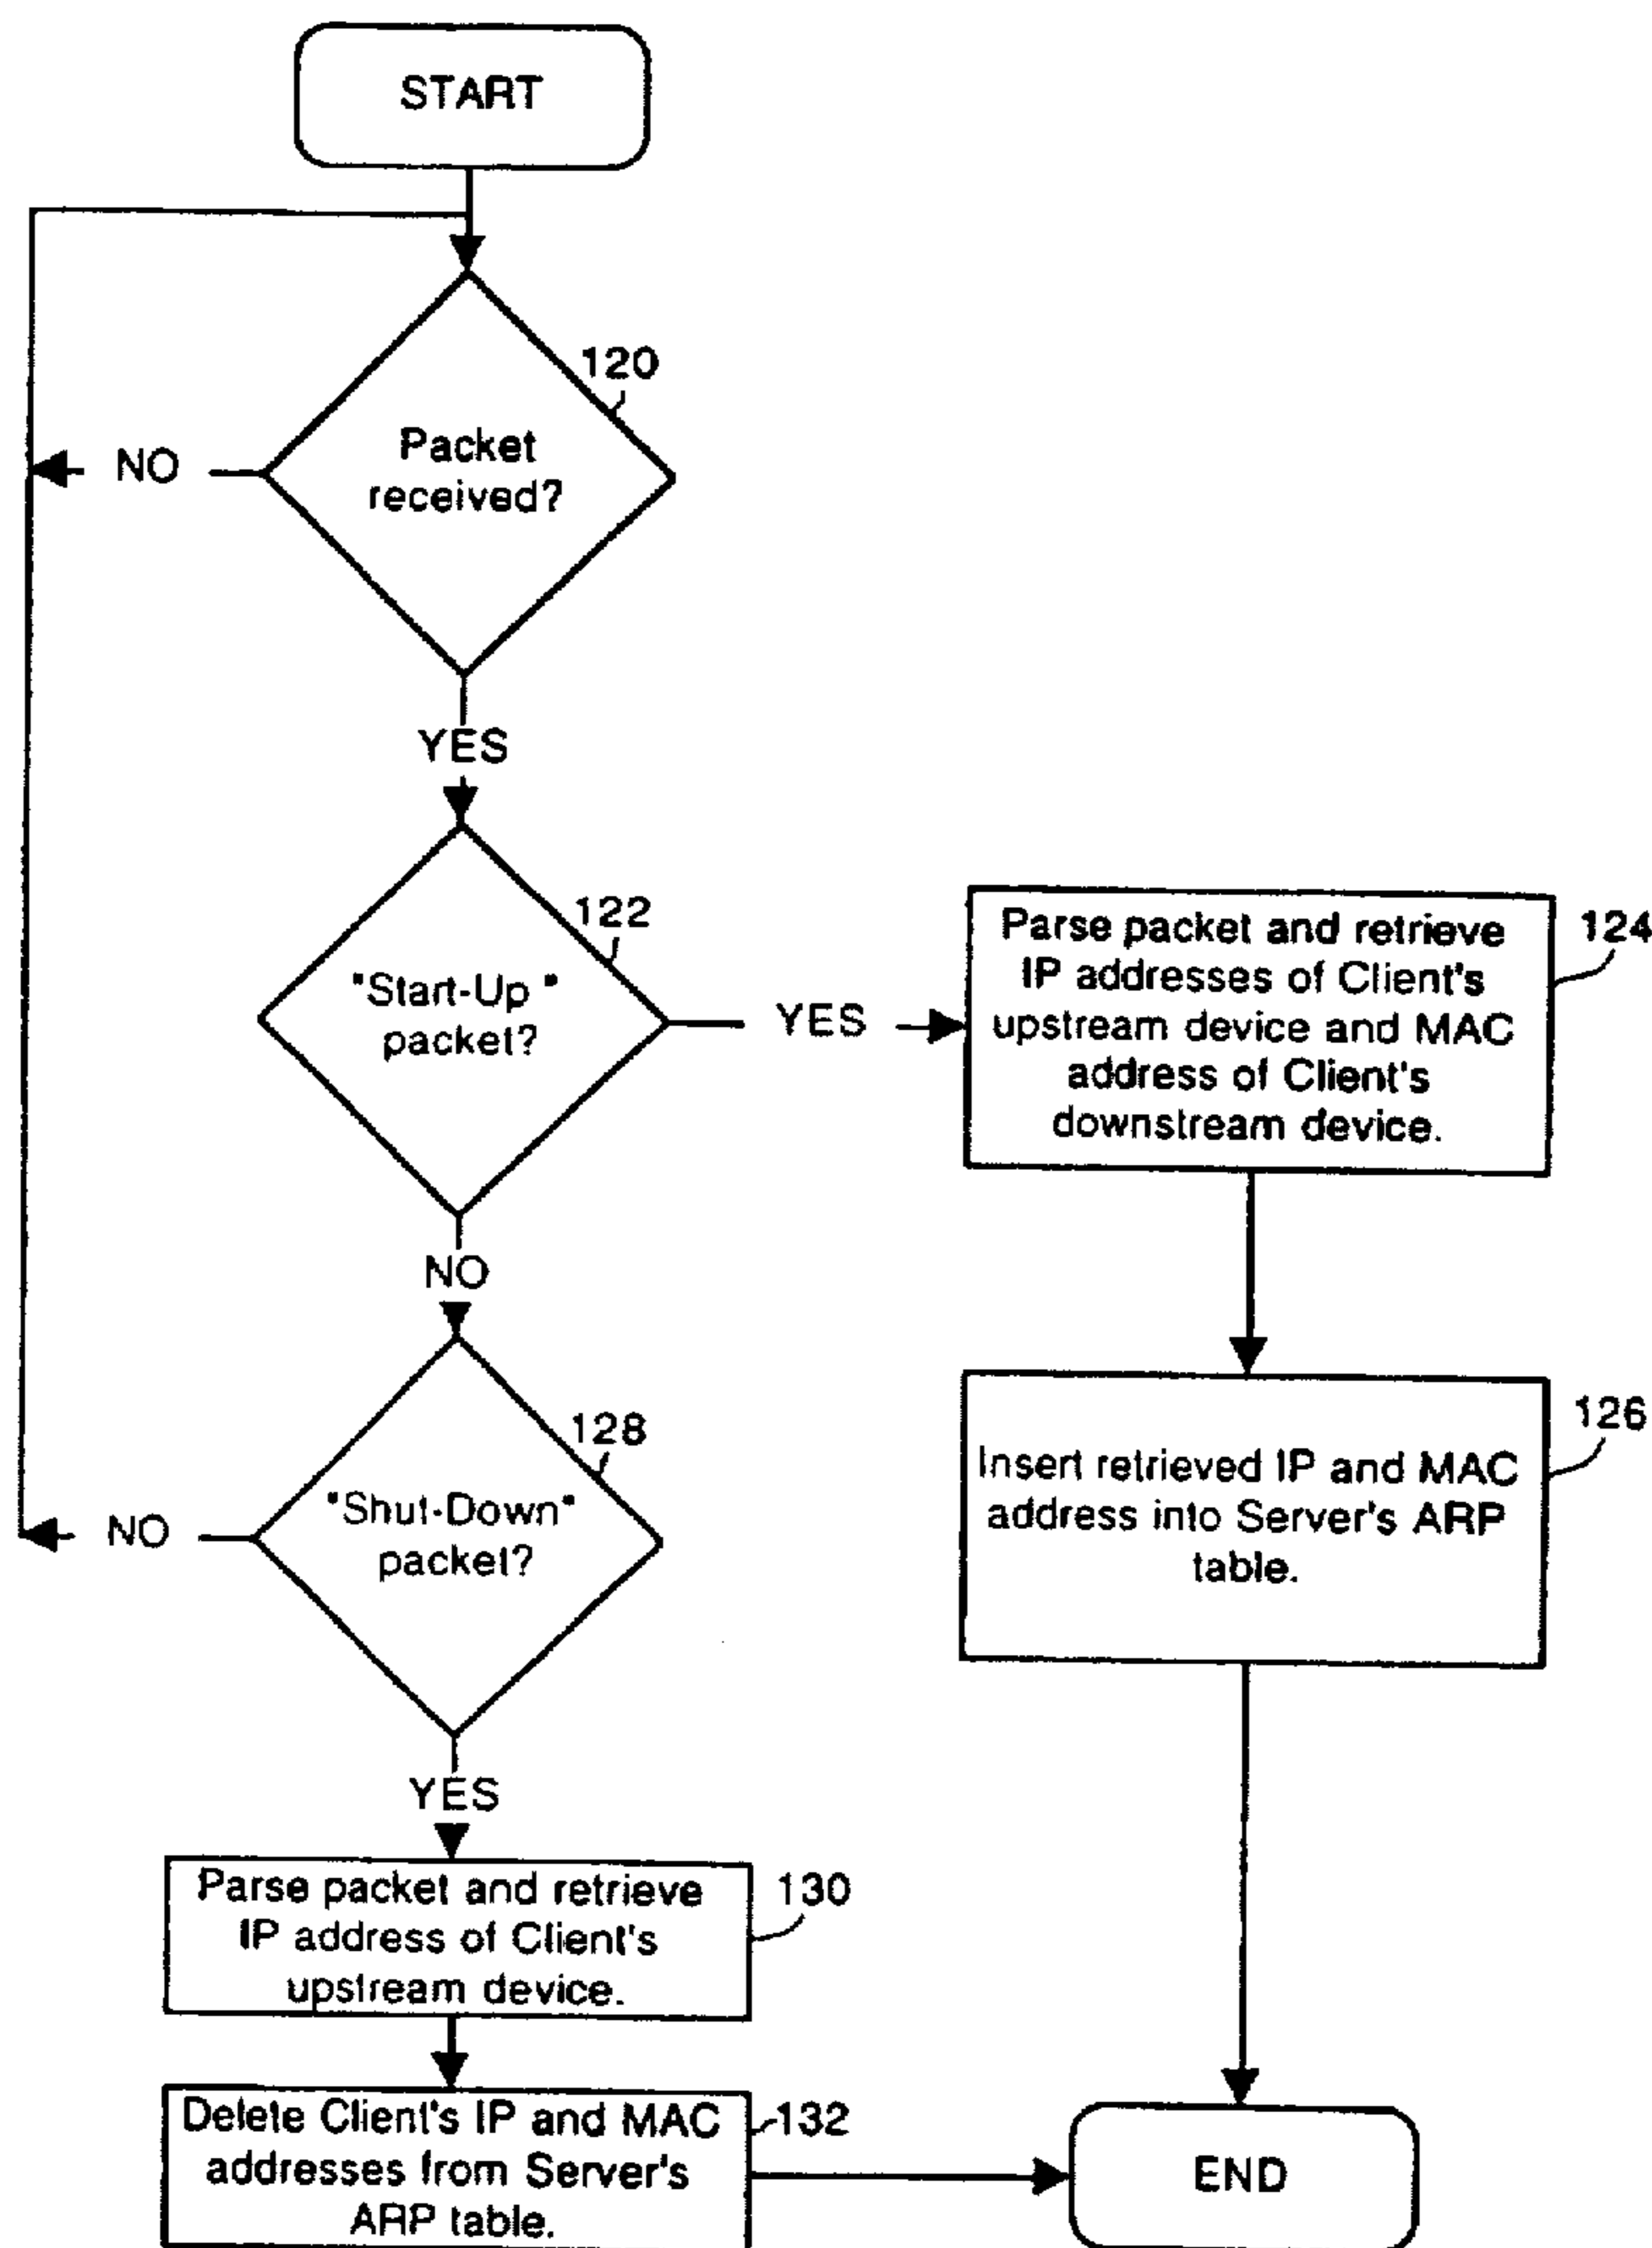 START
120
Packet
received?
NO
YES
122
"Start-Up "
packet?
YES
124
Parse packet and retrieve
IP addresses of Client's
upstream device and MAC
address of Client's
downstream device.
NO
128
"Shut-Down"
packet?
NO
126
Insert retrieved IP and MAC
address into Server's ARP
table.
YES
130
Parse packet and retrieve
IP address of Client's
upstream device.
132
Delete Client's IP and MAC
addresses from Server's
ARP table.
END